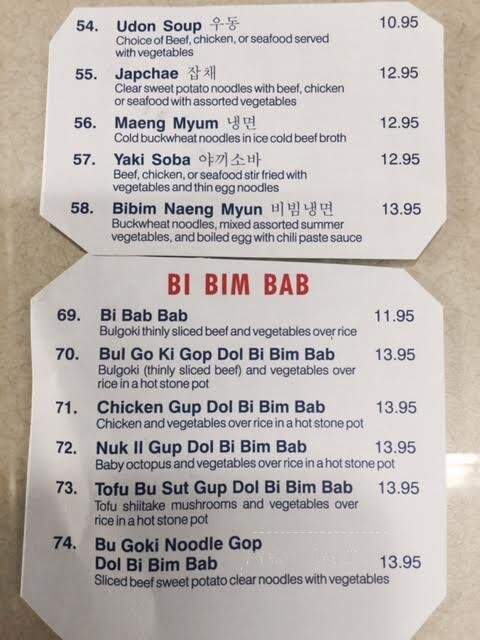 54. Udon Soup 우동 10.95
Choice of Beef, chicken, or seafood served
with vegetables
55. Japchae 잡채 12.95
Clear sweet potato noodles with beef, chicken
or seafood with assorted vegetables
56. Maeng Myum 냉면 12.95
Cold buckwheat noodles in ice cold beef broth
57. Yaki Soba 야끼소바 12.95
Beef, chicken, or seafood stir fried with
vegetables and thin egg noodles
58. Bibim Naeng Myun 비빔냉면 13.95
Buckwheat noodles, mixed assorted summer
vegetables, and boiled egg with chili paste sauce
BI BIM BAB
69. Bi Bab Bab 11.95
Bulgoki thinly sliced beef and vegetables over rice
70. Bul Go Ki Gop Dol Bi Bim Bab 13.95
Bulgoki (thinly sliced beef) and vegetables over
rice in a hot stone pot
71. Chicken Gup Dol Bi Bim Bab 13.95
Chicken and vegetables over rice in a hot stone pot
72. Nuk Il Gup Dol Bi Bim Bab 13.95
Baby octopus and vegetables over rice in a hot stone pot
73. Tofu Bu Sut Gup Dol Bi Bim Bab 13.95
Tofu shiitake mushrooms and vegetables over
rice in a hot stone pot
74. Bu Goki Noodle Gop
Dol Bi Bim Bab 13.95
Sliced beef sweet potato clear noodles with vegetables